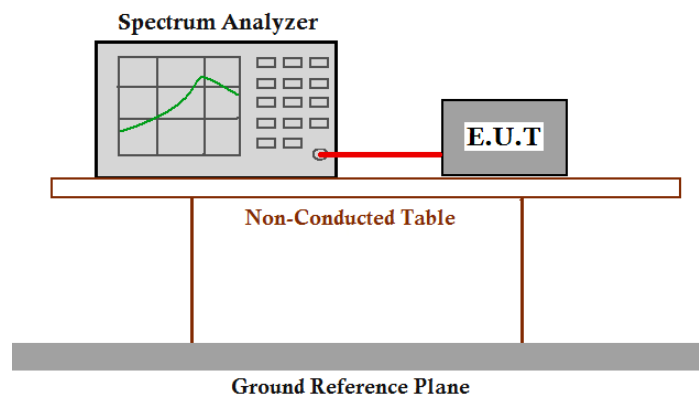 Spectrum Analyzer
E.U.T
Non-Conducted Table
Ground Reference Plane